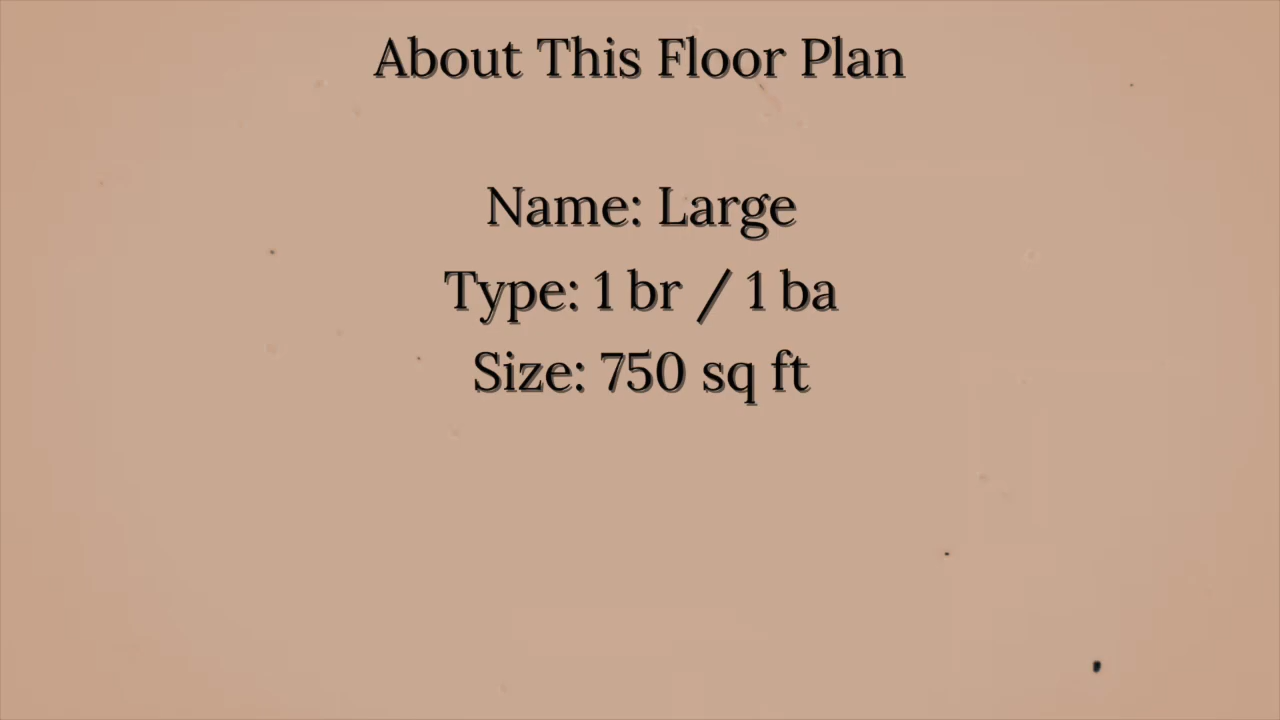 About This Floor Plan
Name: Large
Type: 1 br / 1 ba
Size: 750 sq ft